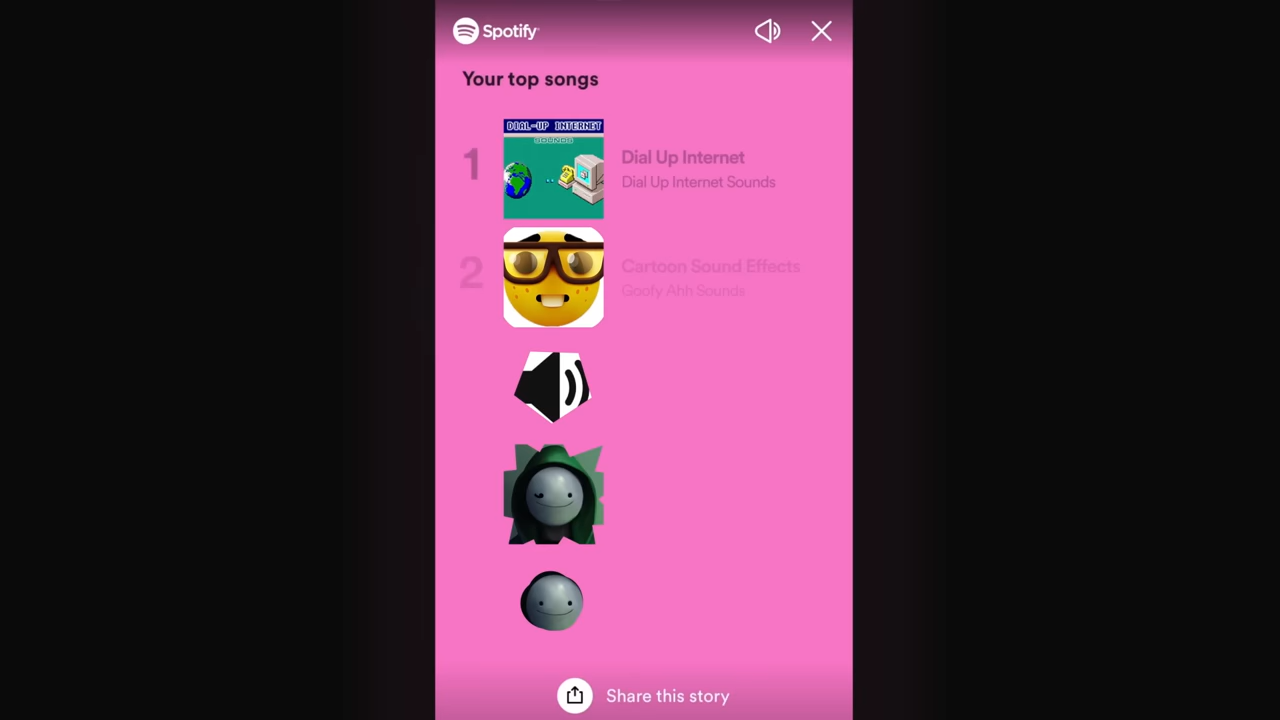 Spotify
Your top songs
1
DIAL-UP INTERNET
SOUNDS
Dial Up Internet
Dial Up Internet Sounds
2
Cartoon Sound Effects
Goofy Ahh Sounds
Share this story